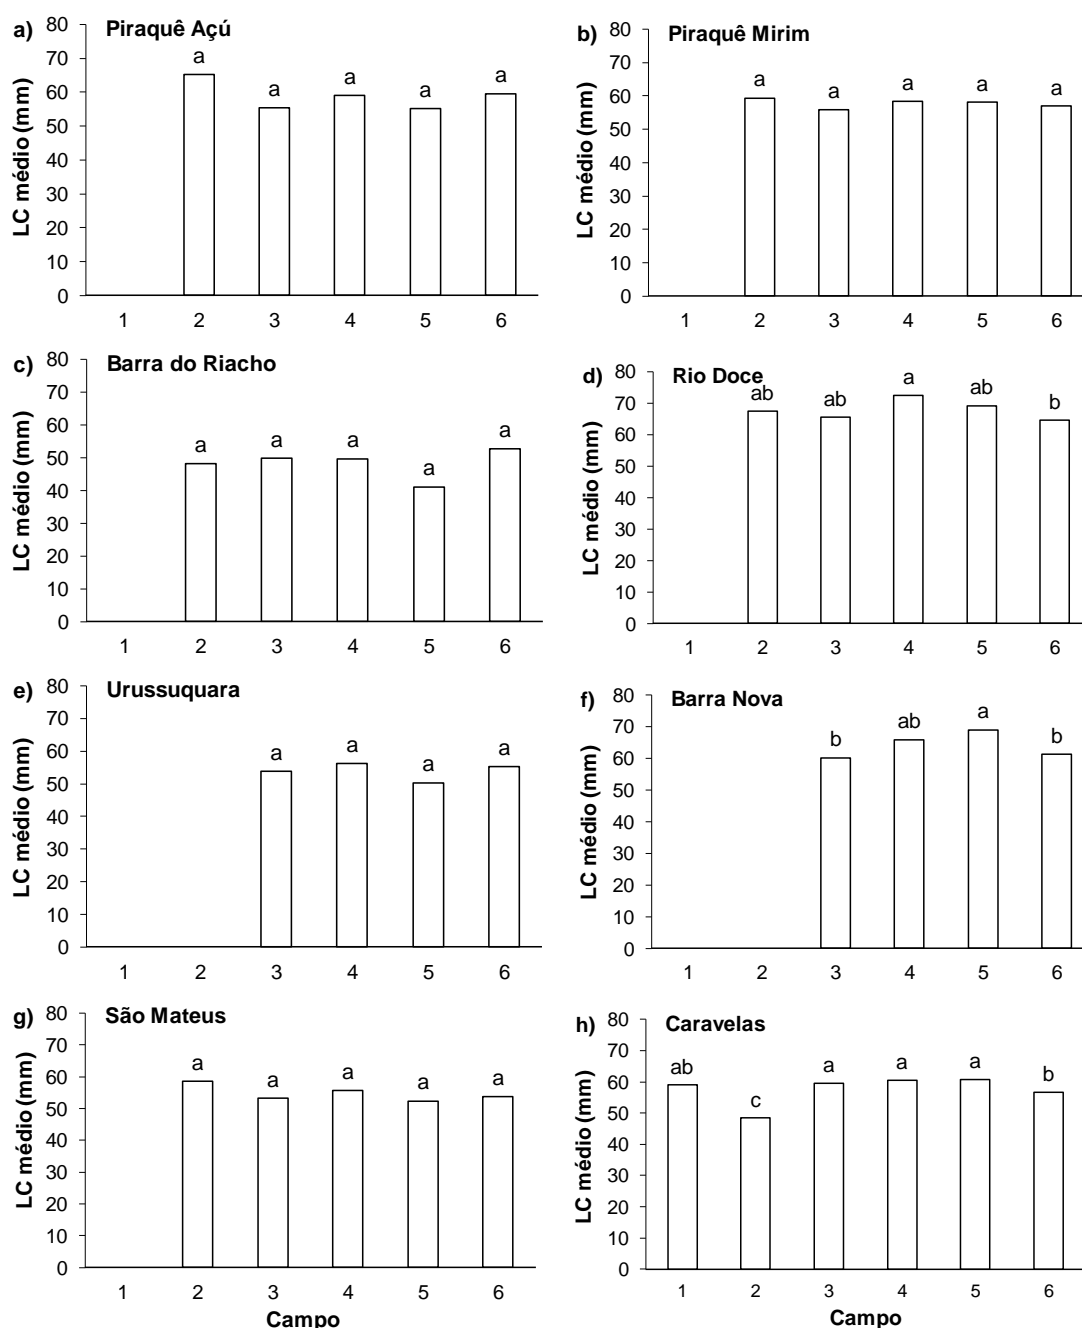 a) Piraquê Açú
LC médio (mm)
80
70
60
50
40
30
20
10
0
a a a a a
1 2 3 4 5 6
b) Piraquê Mirim
LC médio (mm)
80
70
60
50
40
30
20
10
0
a a a a a
1 2 3 4 5 6
c) Barra do Riacho
LC médio (mm)
80
70
60
50
40
30
20
10
0
a a a a a
1 2 3 4 5 6
d) Rio Doce
LC médio (mm)
80
70
60
50
40
30
20
10
0
ab ab a ab b
1 2 3 4 5 6
e) Urussuquara
LC médio (mm)
80
70
60
50
40
30
20
10
0
a a a a
1 2 3 4 5 6
f) Barra Nova
LC médio (mm)
80
70
60
50
40
30
20
10
0
b ab a b
1 2 3 4 5 6
g) São Mateus
LC médio (mm)
80
70
60
50
40
30
20
10
0
a a a a a
1 2 3 4 5 6
Campo
h) Caravelas
LC médio (mm)
80
70
60
50
40
30
20
10
0
ab c a a a b
1 2 3 4 5 6
Campo